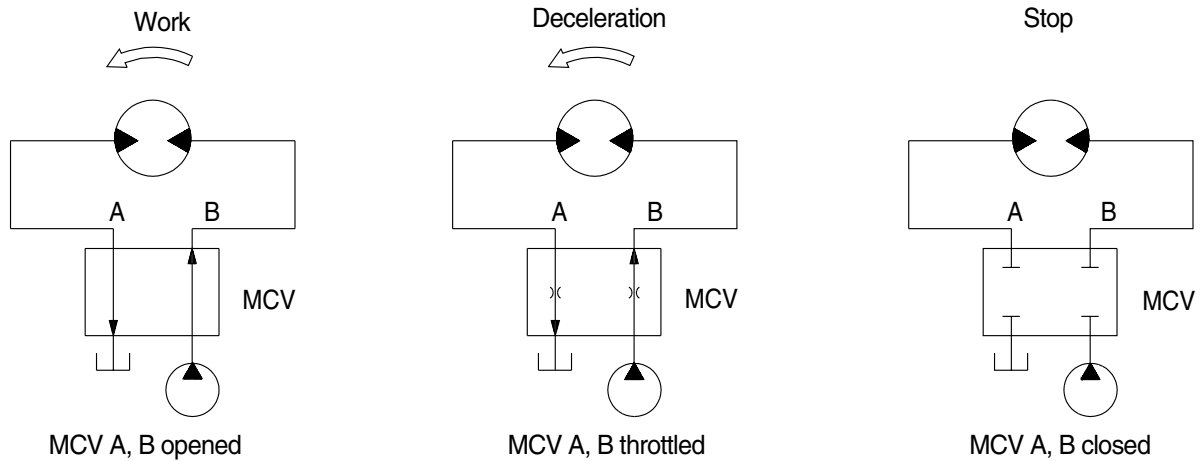 Work
A B
MCV
MCV A, B opened
Deceleration
A B
MCV
MCV A, B throttled
Stop
A B
MCV
MCV A, B closed